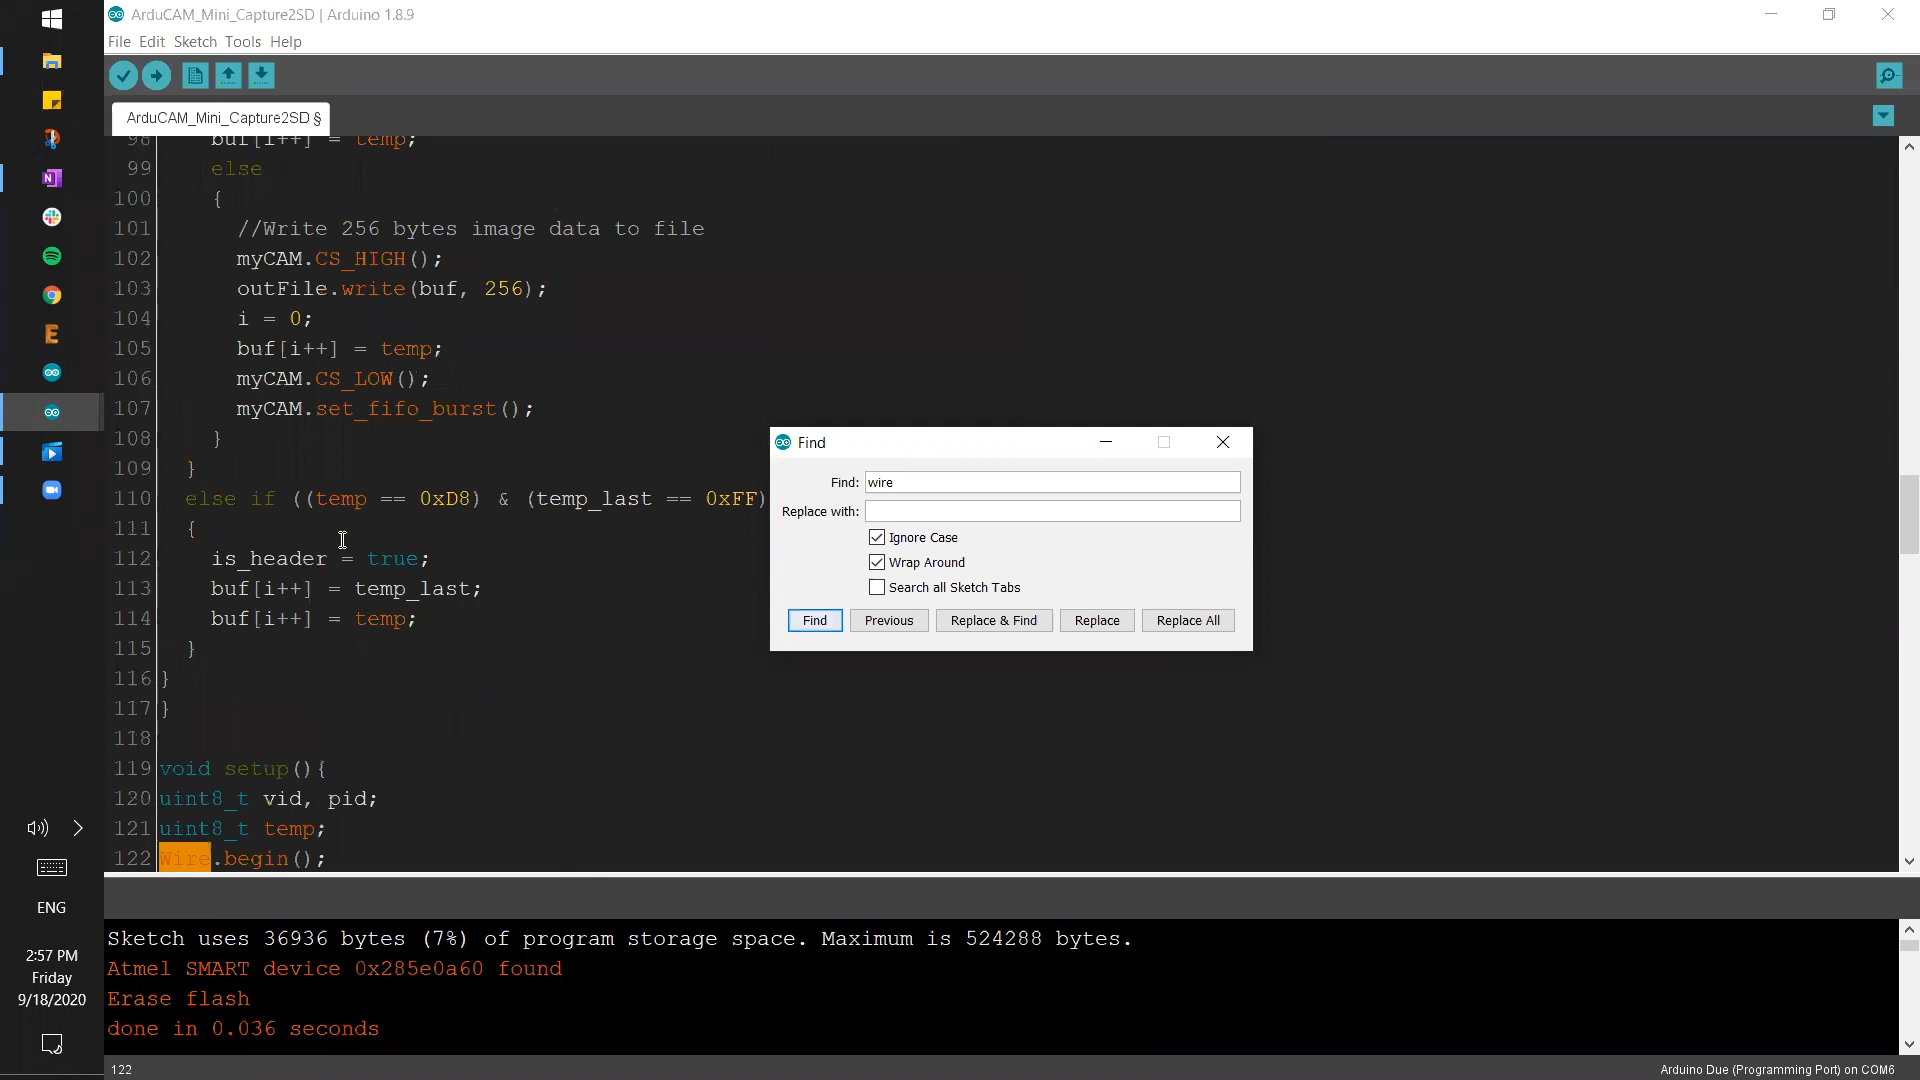 ArduCAM_Mini_Capture2SD | Arduino 1.8.9
File Edit Sketch Tools Help
ArduCAM_Mini_Capture2SD §
98 buf[i++] = temp;
99 else
100 {
101 //Write 256 bytes image data to file
102 myCAM.CS_HIGH();
103 outFile.write(buf, 256);
104 i = 0;
105 buf[i++] = temp;
106 myCAM.CS_LOW();
107 myCAM.set_fifo_burst();
108 }
109 }
110 else if ((temp == 0xD8) & (temp_last == 0xFF)
111 {
112 is_header = true;
113 buf[i++] = temp_last;
114 buf[i++] = temp;
115 }
116 }
117 }
118
119 void setup(){
120 uint8_t vid, pid;
121 uint8_t temp;
122 Wire.begin();
Find
Find: wire
Replace with:
Ignore Case
Wrap Around
Search all Sketch Tabs
Find Previous Replace & Find Replace Replace All
ENG
2:57 PM
Friday
9/18/2020
Sketch uses 36936 bytes (7%) of program storage space. Maximum is 524288 bytes.
Atmel SMART device 0x285e0a60 found
Erase flash
done in 0.036 seconds
122
Arduino Due (Programming Port) on COM6